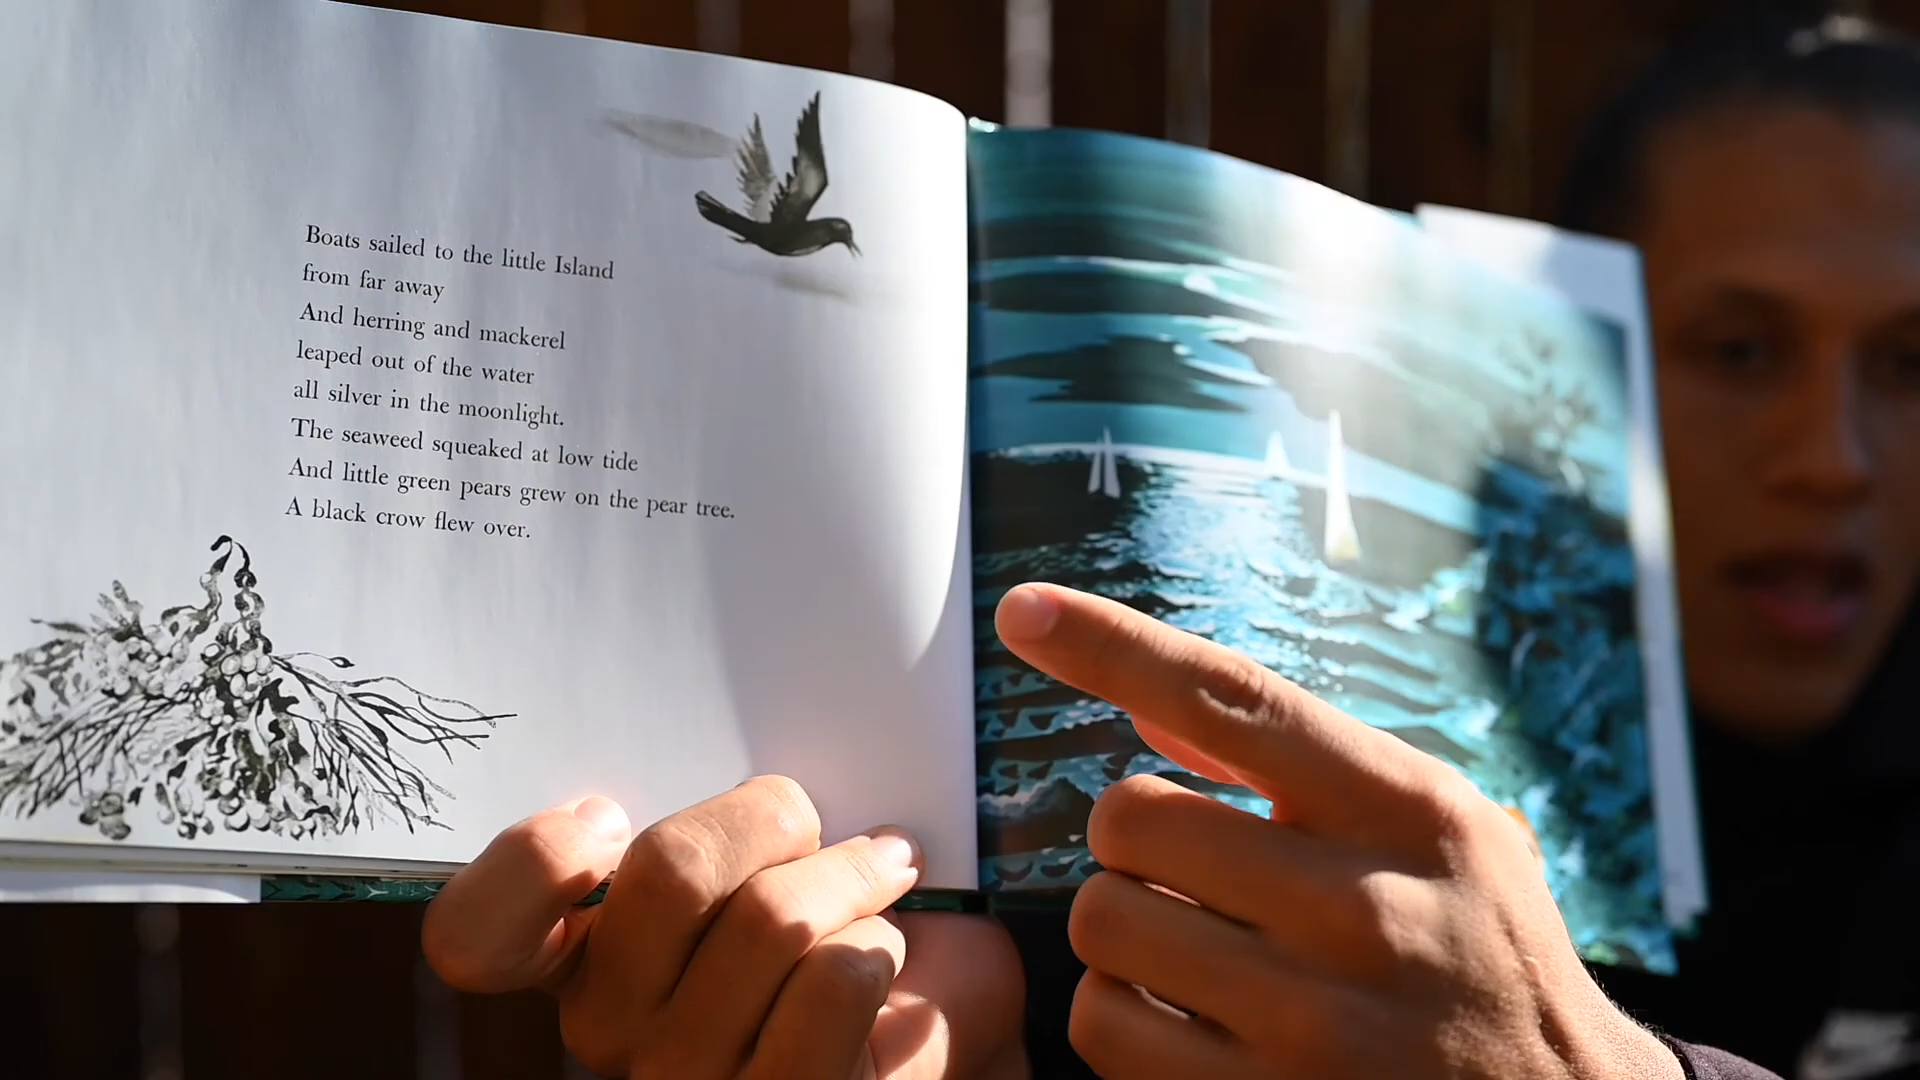 Boats sailed to the little Island
from far away
And herring and mackerel
leaped out of the water
all silver in the moonlight.
The seaweed squeaked at low tide
And little green pears grew on the pear tree.
A black crow flew over.